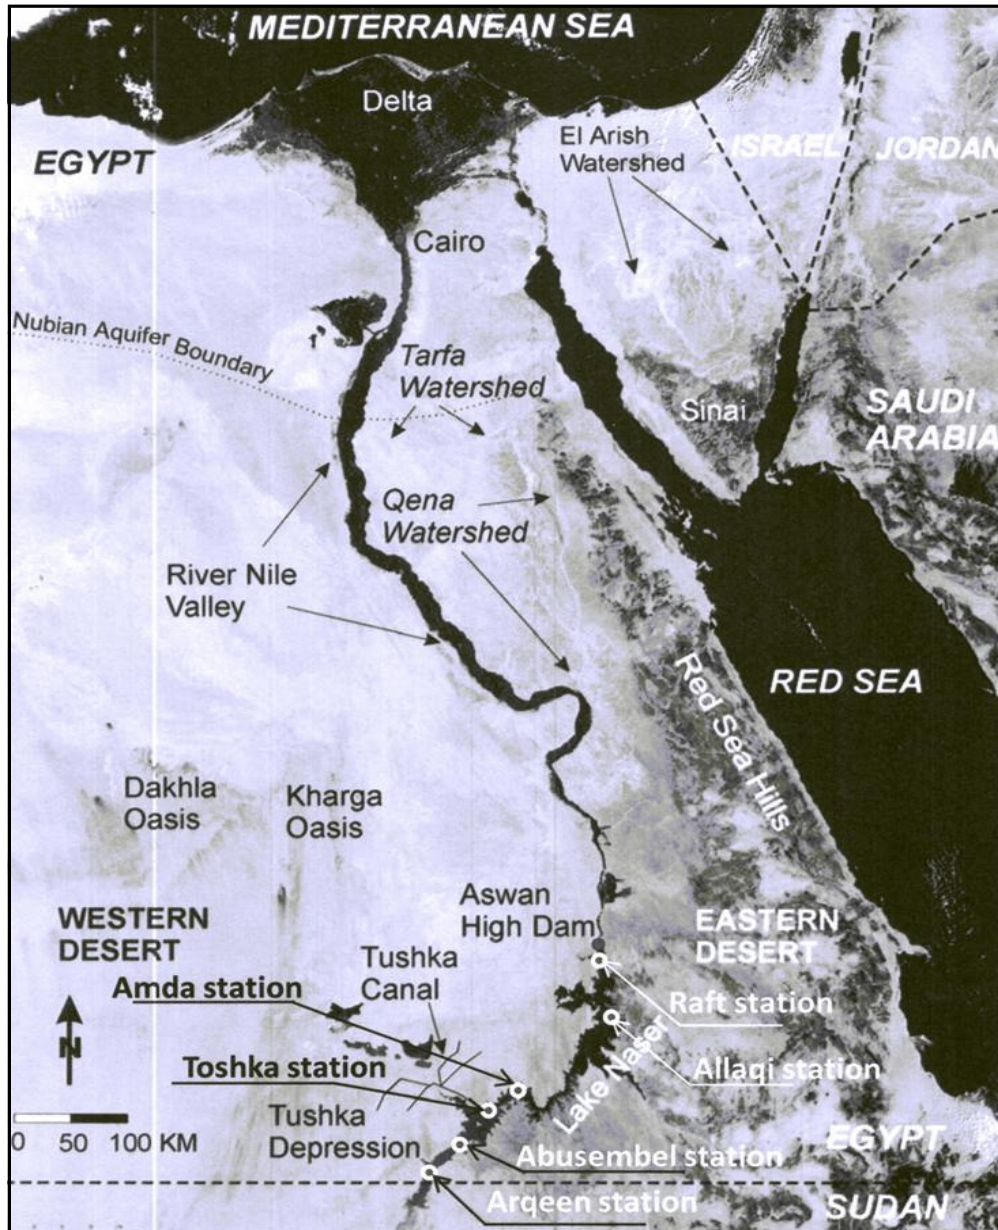 MEDITERRANEAN SEA
Delta
EGYPT
El Arish
Watershed
ISRAEL
JORDAN
Cairo
Nubian Aquifer Boundary
Tarfa
Watershed
Sinai
SAUDI
ARABIA
Qena
Watershed
River Nile
Valley
Red Sea Hills
RED SEA
Dakhla
Oasis
Kharga
Oasis
Aswan
High Dam
WESTERN
DESERT
EASTERN
DESERT
Tushka
Canal
Amda station
Raft station
N
Toshka station
Allaqi station
Lake Naser
0 50 100 KM
Tushka
Depression
EGYPT
Abusembel station
Arqeen station
SUDAN